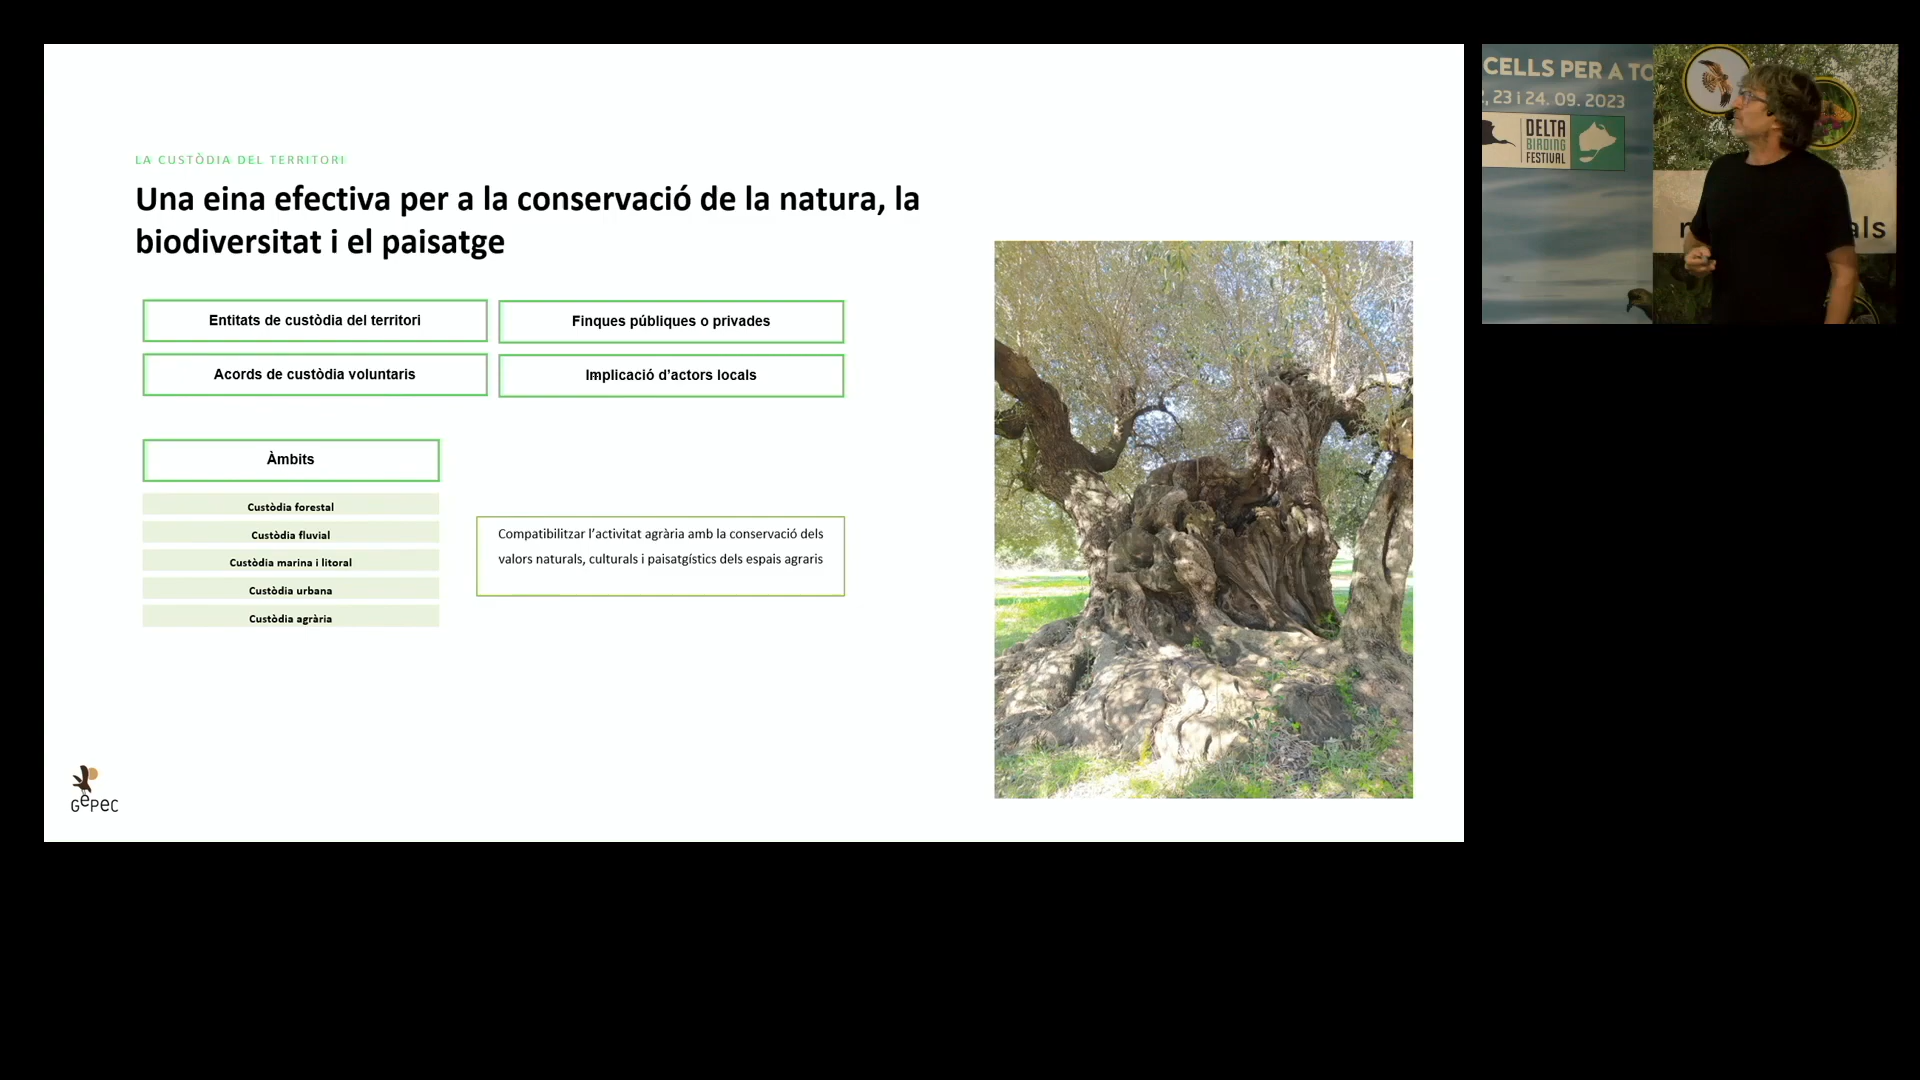 LA CUSTÒDIA DEL TERRITORI
Una eina efectiva per a la conservació de la natura, la
biodiversitat i el paisatge
Entitats de custòdia del territori
Finques públiques o privades
Acords de custòdia voluntaris
Implicació d’actors locals
Àmbits
Custòdia forestal
Custòdia fluvial
Custòdia marina i litoral
Custòdia urbana
Custòdia agrària
Compatibilitzar l’activitat agrària amb la conservació dels
valors naturals, culturals i paisatgístics dels espais agraris
GEPEC
CELLS PER A TO
, 23 i 24. 09. 2023
DELTA
BIRDING
FESTIVAL
als